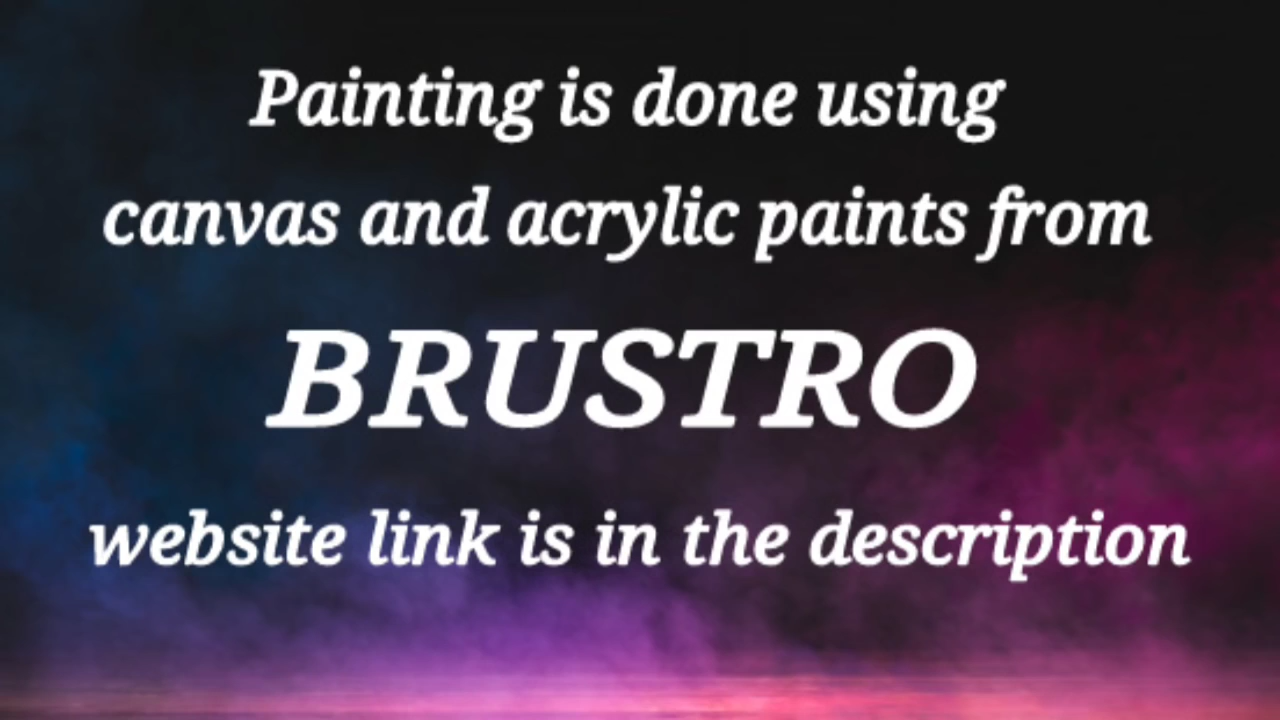 Painting is done using
canvas and acrylic paints from
BRUSTRO
website link is in the description